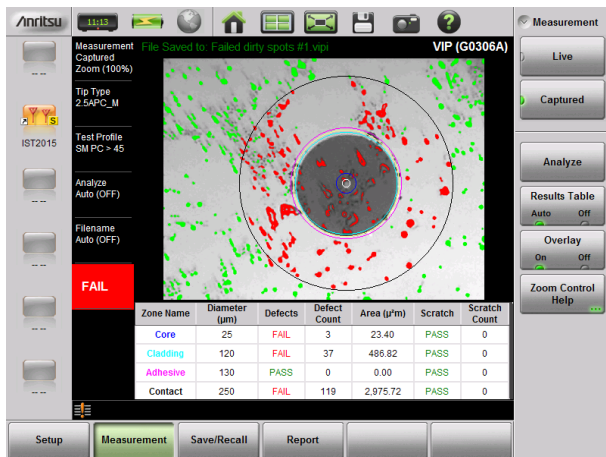 Anritsu
11:13
Measurement
-- --
S
IST2015
-- --
-- --
-- --
-- --
Measurement
Captured
Zoom (100%)
Tip Type
2.5APC_M
Test Profile
SM PC > 45
Analyze
Auto (OFF)
Filename
Auto (OFF)
FAIL
File Saved to: Failed dirty spots #1.vipi
VIP (G0306A)
Zone Name Diameter (µm) Defects Defect Count Area (µ²m) Scratch Scratch Count
Core 25 FAIL 3 23.40 PASS 0
Cladding 120 FAIL 37 486.82 PASS 0
Adhesive 130 PASS 0 0.00 PASS 0
Contact 250 FAIL 119 2,975.72 PASS 0
Live
Captured
Analyze
Results Table
Auto Off
Overlay
On Off
Zoom Control
Help
Setup Measurement Save/Recall Report